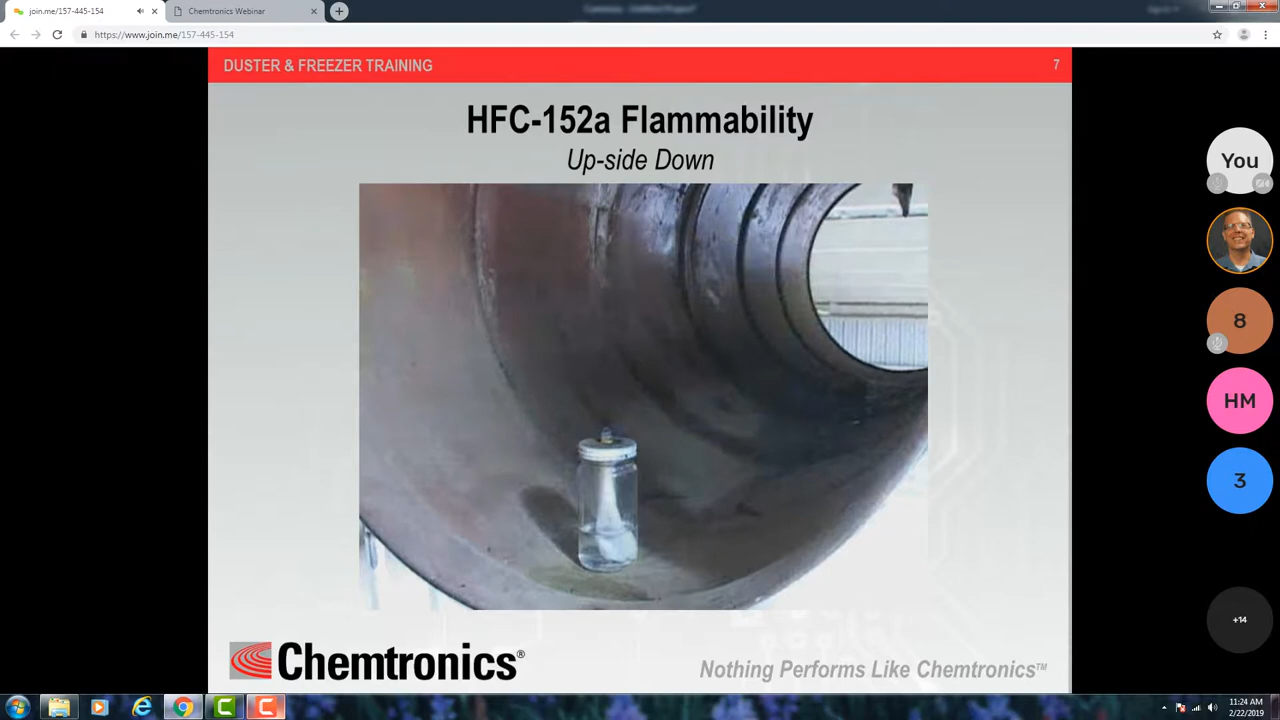 join.me/157-445-154
Chemtronics Webinar
https://www.join.me/157-445-154
DUSTER & FREEZER TRAINING
7
HFC-152a Flammability
Up-side Down
You
8
HM
3
+14
Chemtronics®
Nothing Performs Like Chemtronics™
11:24 AM
2/22/2019